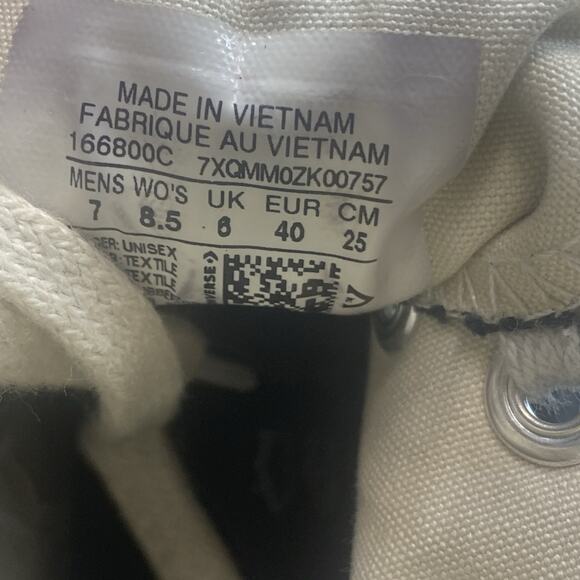 MADE IN VIETNAM
FABRIQUE AU VIETNAM
166800C 7XQMM0ZK00757
MENS WO'S UK EUR CM
7 8.5 6 40 25
UNISEX
TEXTILE
TEXTILE